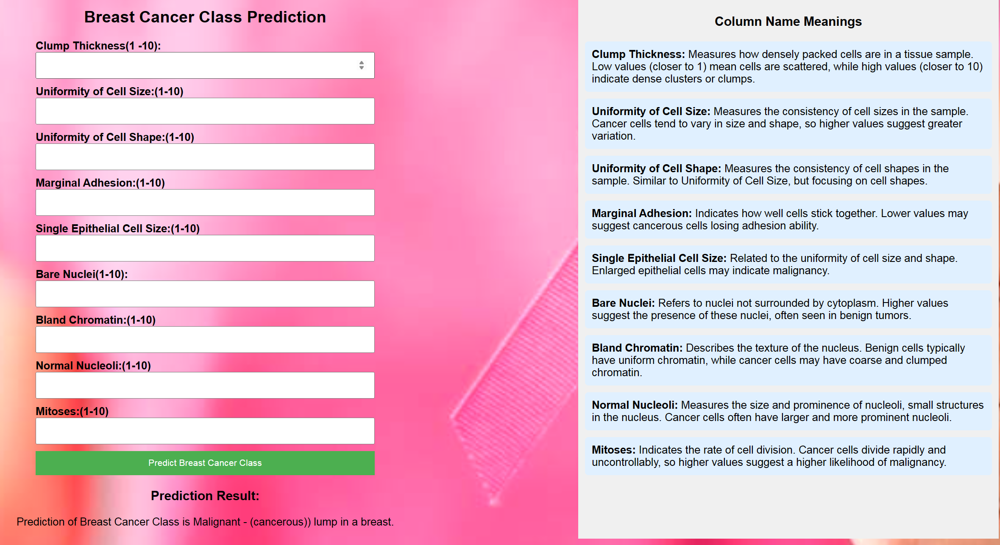 Breast Cancer Class Prediction
Clump Thickness(1 -10):
Uniformity of Cell Size:(1-10)
Uniformity of Cell Shape:(1-10)
Marginal Adhesion:(1-10)
Single Epithelial Cell Size:(1-10)
Bare Nuclei(1-10):
Bland Chromatin:(1-10)
Normal Nucleoli:(1-10)
Mitoses:(1-10)
Predict Breast Cancer Class
Prediction Result:
Prediction of Breast Cancer Class is Malignant - (cancerous)) lump in a breast.
Column Name Meanings
Clump Thickness: Measures how densely packed cells are in a tissue sample.
Low values (closer to 1) mean cells are scattered, while high values (closer to 10)
indicate dense clusters or clumps.
Uniformity of Cell Size: Measures the consistency of cell sizes in the sample.
Cancer cells tend to vary in size and shape, so higher values suggest greater
variation.
Uniformity of Cell Shape: Measures the consistency of cell shapes in the
sample. Similar to Uniformity of Cell Size, but focusing on cell shapes.
Marginal Adhesion: Indicates how well cells stick together. Lower values may
suggest cancerous cells losing adhesion ability.
Single Epithelial Cell Size: Related to the uniformity of cell size and shape.
Enlarged epithelial cells may indicate malignancy.
Bare Nuclei: Refers to nuclei not surrounded by cytoplasm. Higher values
suggest the presence of these nuclei, often seen in benign tumors.
Bland Chromatin: Describes the texture of the nucleus. Benign cells typically
have uniform chromatin, while cancer cells may have coarse and clumped
chromatin.
Normal Nucleoli: Measures the size and prominence of nucleoli, small structures
in the nucleus. Cancer cells often have larger and more prominent nucleoli.
Mitoses: Indicates the rate of cell division. Cancer cells divide rapidly and
uncontrollably, so higher values suggest a higher likelihood of malignancy.